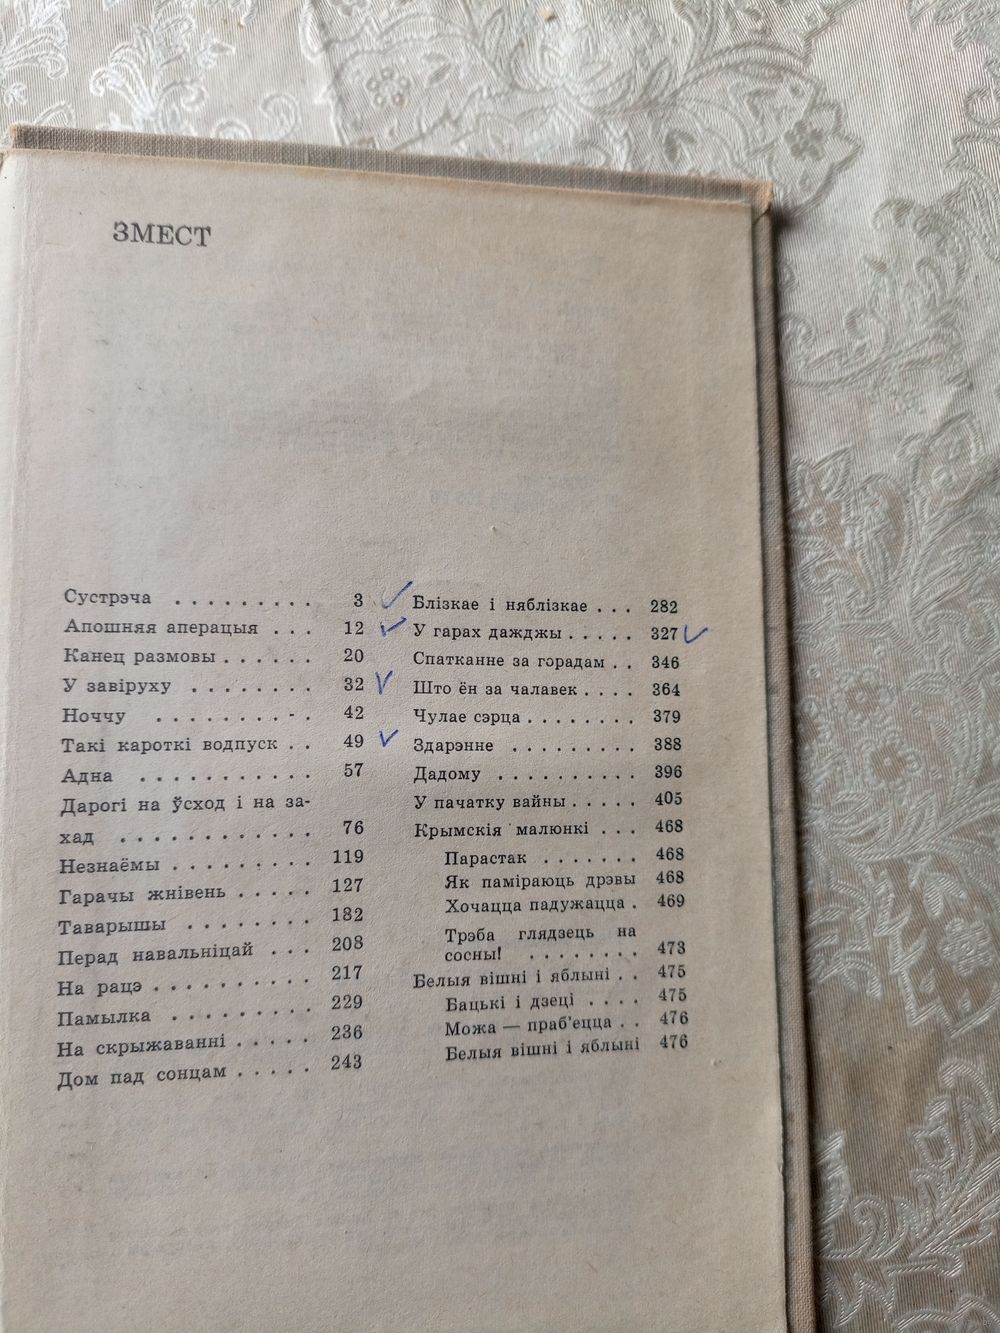 ЗМЕСТ
Сустрэча . . . . . . . . . 3
Апошняя аперацыя . . . 12
Канец размовы . . . . . . 20
У завіруху . . . . . . . . 32
Ноччу . . . . . . . . . - . 42
Такі кароткі водпуск . . 49
Адна . . . . . . . . . . . 57
Дарогі на ўсход і на за-
хад . . . . . . . . . . . . 76
Незнаёмы . . . . . . . . . 119
Гарачы жнівень . . . . . 127
Таварышы . . . . . . . . 182
Перад навальніцай . . . 208
На рацэ . . . . . . . . . . 217
Памылка . . . . . . . . . 229
На скрыжаванні . . . . . 236
Дом пад сонцам . . . . . 243
Блізкае і няблізкае . . . 282
У гарах дажджы . . . . . 327
Спатканне за горадам . . 346
Што ён за чалавек . . . . 364
Чулае сэрца . . . . . . . . 379
Здарэнне . . . . . . . . . 388
Дадому . . . . . . . . . . 396
У пачатку вайны . . . . . 405
Крымскія малюнкі . . . 468
Парастак . . . . . . . 468
Як паміраюць дрэвы 468
Хочацца падужацца . 469
Трэба глядзець на
сосны! . . . . . . . . 473
Белыя вішні і яблыні . . 475
Бацькі і дзеці . . . . 475
Можа — праб'ецца . . 476
Белыя вішні і яблыні 476